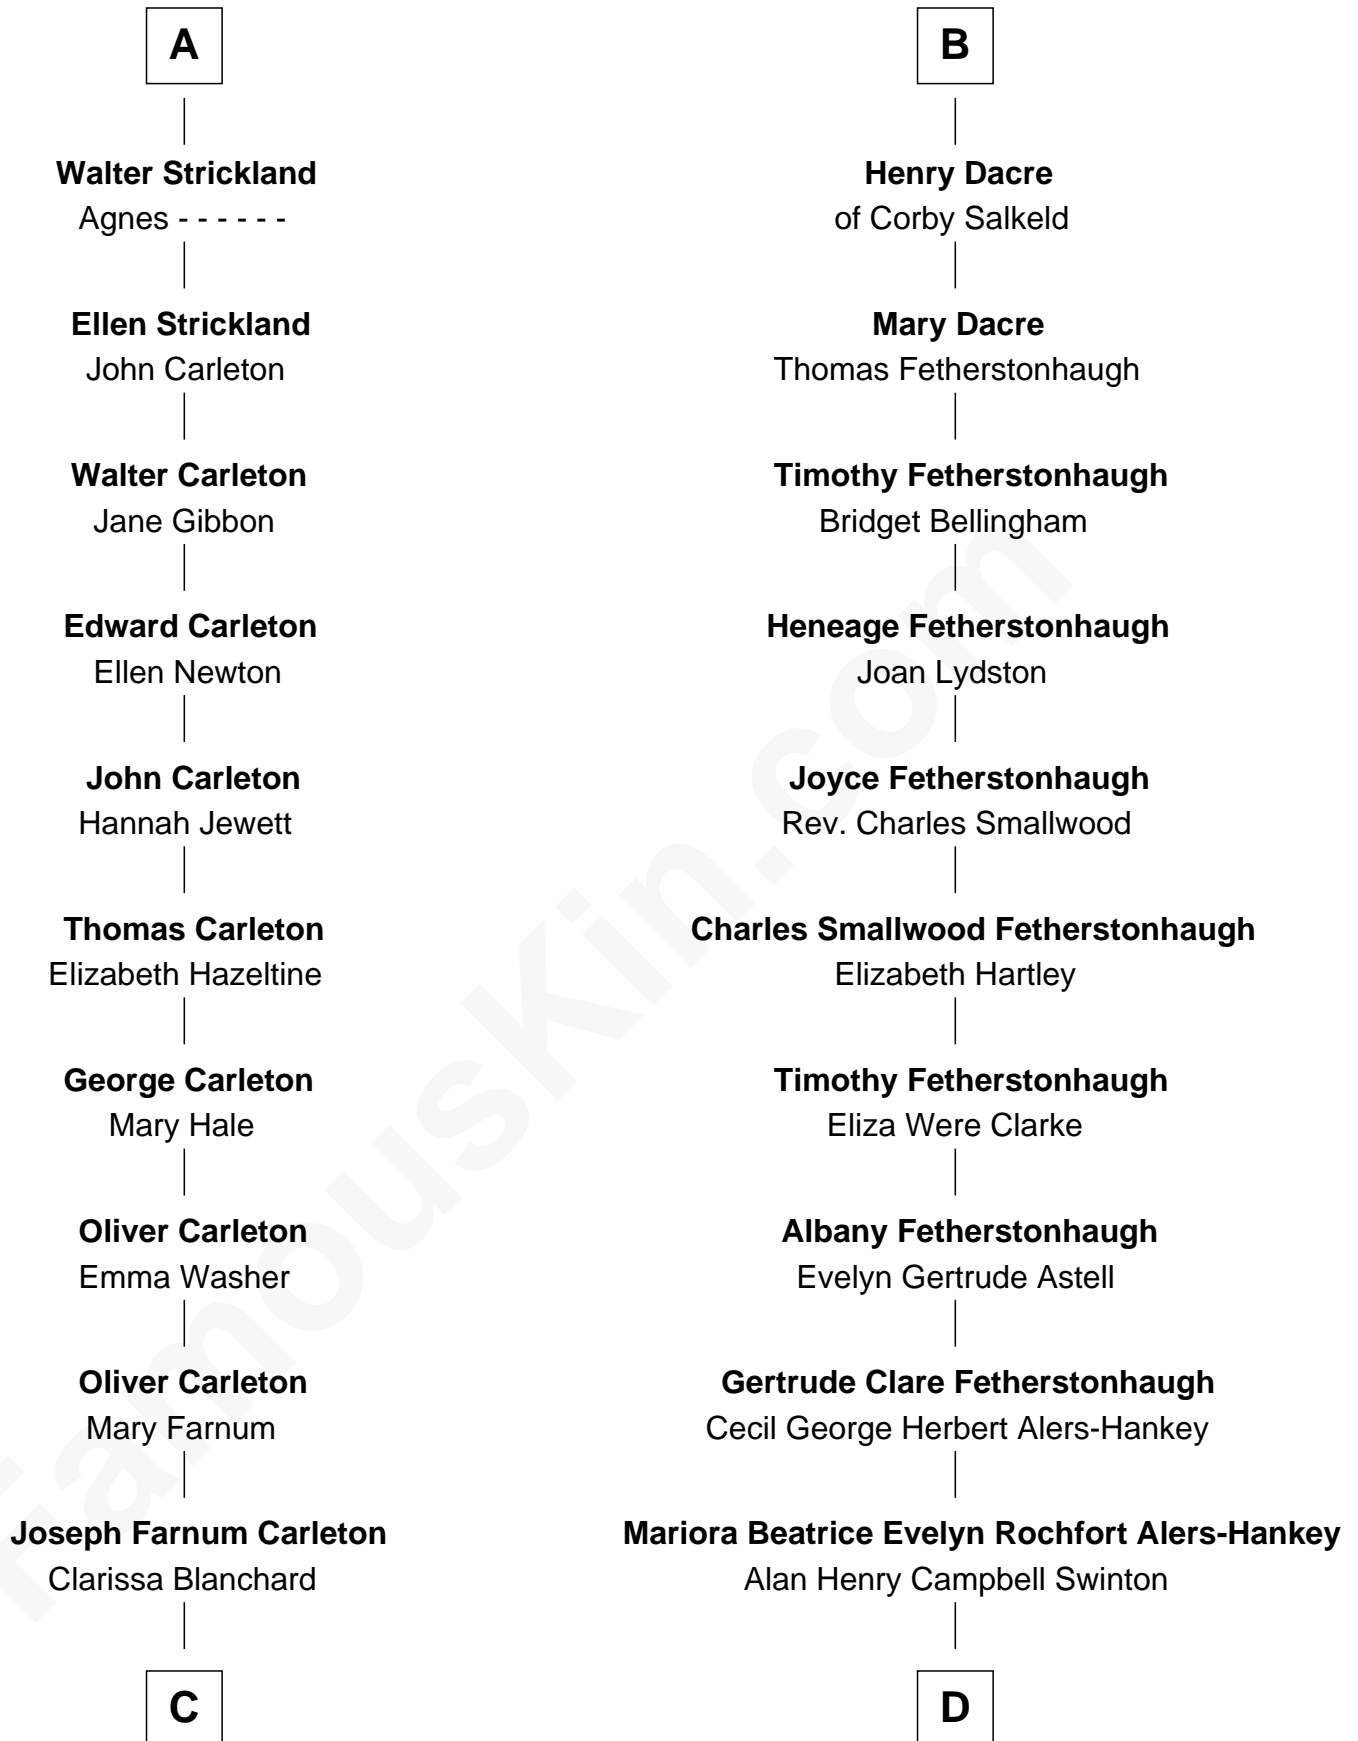 A
Walter Strickland
Agnes - - - - - -
Ellen Strickland
John Carleton
Walter Carleton
Jane Gibbon
Edward Carleton
Ellen Newton
John Carleton
Hannah Jewett
Thomas Carleton
Elizabeth Hazeltine
George Carleton
Mary Hale
Oliver Carleton
Emma Washer
Oliver Carleton
Mary Farnum
Joseph Farnum Carleton
Clarissa Blanchard
C
B
Henry Dacre
of Corby Salkeld
Mary Dacre
Thomas Fetherstonhaugh
Timothy Fetherstonhaugh
Bridget Bellingham
Heneage Fetherstonhaugh
Joan Lydston
Joyce Fetherstonhaugh
Rev. Charles Smallwood
Charles Smallwood Fetherstonhaugh
Elizabeth Hartley
Timothy Fetherstonhaugh
Eliza Were Clarke
Albany Fetherstonhaugh
Evelyn Gertrude Astell
Gertrude Clare Fetherstonhaugh
Cecil George Herbert Alers-Hankey
Mariora Beatrice Evelyn Rochfort Alers-Hankey
Alan Henry Campbell Swinton
D
FamousKin.com